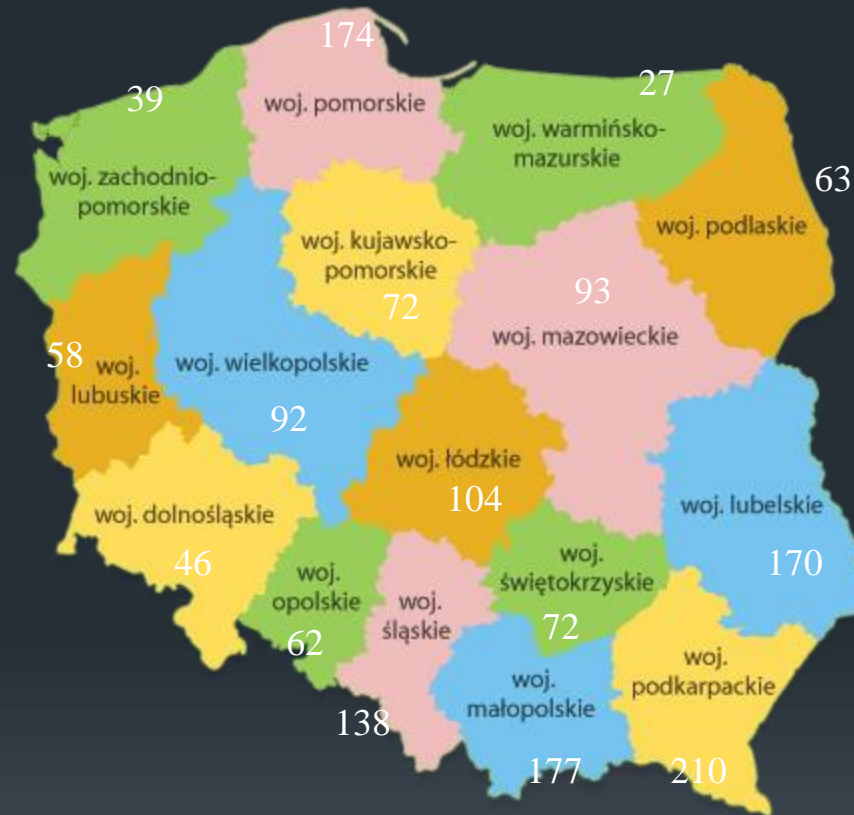 174
woj. pomorskie
39
woj. zachodnio-
pomorskie
27
woj. warmińsko-
mazurskie
63
woj. podlaskie
woj. kujawsko-
pomorskie
72
93
woj. mazowieckie
58
woj.
lubuskie
woj. wielkopolskie
92
woj. łódzkie
104
woj. lubelskie
170
woj. dolnośląskie
46
woj.
opolskie
62
woj.
śląskie
138
woj.
świętokrzyskie
72
woj.
małopolskie
177
woj.
podkarpackie
210